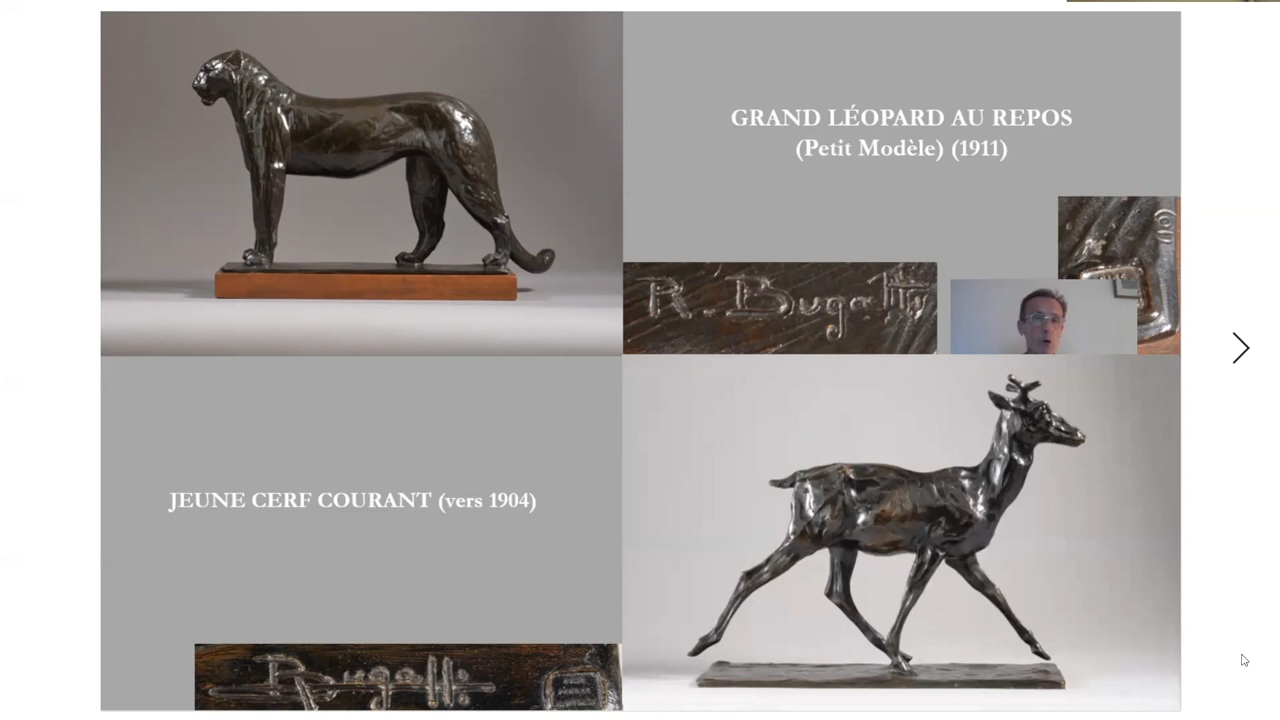 GRAND LÉOPARD AU REPOS
(Petit Modèle) (1911)
R. Bugatti
JEUNE CERF COURANT (vers 1904)
R. Bugatti